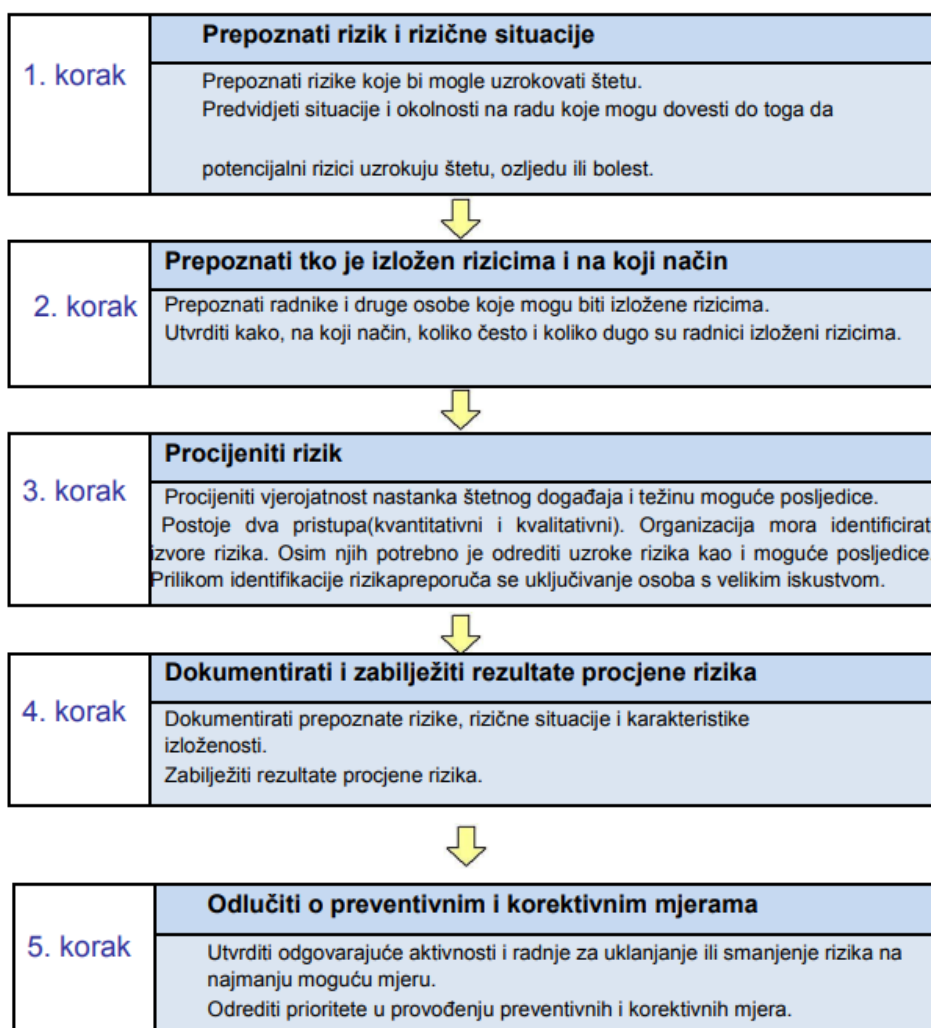 Prepoznati rizik i rizične situacije
1. korak
Prepoznati rizike koje bi mogle uzrokovati štetu.
Predvidjeti situacije i okolnosti na radu koje mogu dovesti do toga da
potencijalni rizici uzrokuju štetu, ozljedu ili bolest.
Prepoznati tko je izložen rizicima i na koji način
2. korak
Prepoznati radnike i druge osobe koje mogu biti izložene rizicima.
Utvrditi kako, na koji način, koliko često i koliko dugo su radnici izloženi rizicima.
Procijeniti rizik
3. korak
Procijeniti vjerojatnost nastanka štetnog događaja i težinu moguće posljedice.
Postoje dva pristupa(kvantitativni i kvalitativni). Organizacija mora identificirat
izvore rizika. Osim njih potrebno je odrediti uzroke rizika kao i moguće posljedice
Prilikom identifikacije rizikapreporuča se uključivanje osoba s velikim iskustvom.
Dokumentirati i zabilježiti rezultate procjene rizika
4. korak
Dokumentirati prepoznate rizike, rizične situacije i karakteristike
izloženosti.
Zabilježiti rezultate procjene rizika.
Odlučiti o preventivnim i korektivnim mjerama
5. korak
Utvrditi odgovarajuće aktivnosti i radnje za uklanjanje ili smanjenje rizika na
najmanju moguću mjeru.
Odrediti prioritete u provođenju preventivnih i korektivnih mjera.